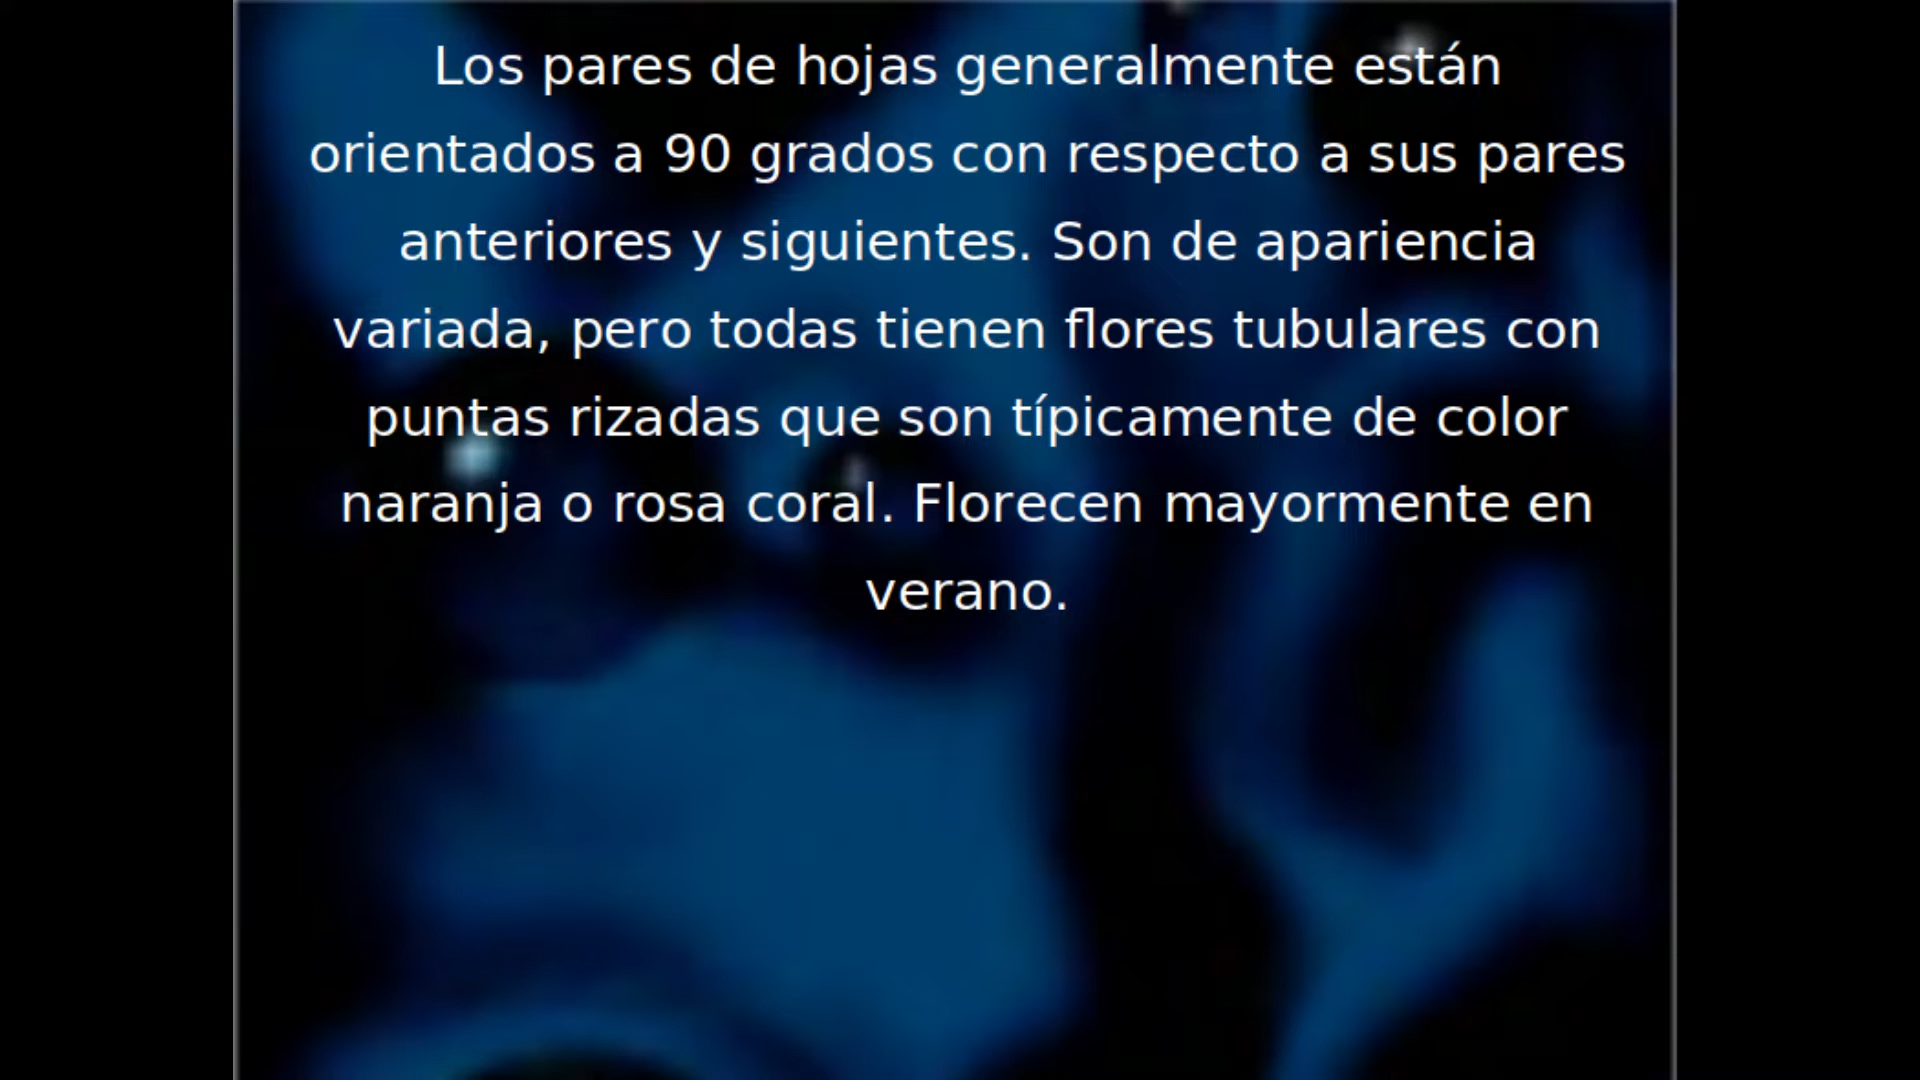 Los pares de hojas generalmente están
orientados a 90 grados con respecto a sus pares
anteriores y siguientes. Son de apariencia
variada, pero todas tienen flores tubulares con
puntas rizadas que son típicamente de color
naranja o rosa coral. Florecen mayormente en
verano.